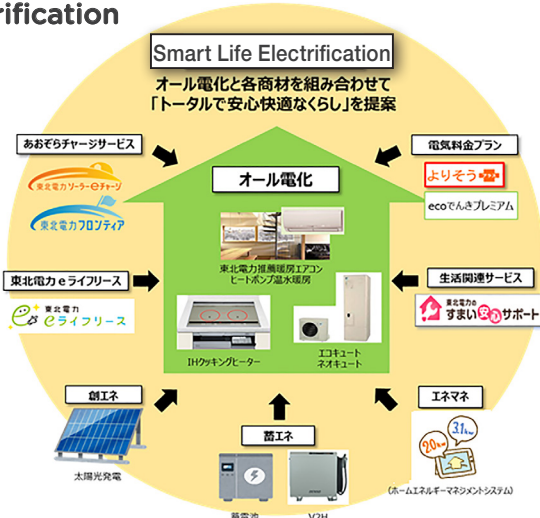 rification
Smart Life Electrification
オール電化と各商材を組み合わせて
「トータルで安心快適なくらし」を提案
あおぞらチャージサービス
東北電力ソーラーeチャージ
東北電力フロンティア
電気料金プラン
よりそう+eねっと
ecoでんきプレミアム
オール電化
東北電力推薦暖房エアコン
ヒートポンプ温水暖房
東北電力eライフリース
東北電力
eライフリース
生活関連サービス
東北電力の
すまい安心サポート
IHクッキングヒーター
エコキュート
ネオキュート
創エネ
太陽光発電
蓄エネ
蓄電池
V2H
エネマネ
20kw
3.1kw
(ホームエネルギーマネジメントシステム)